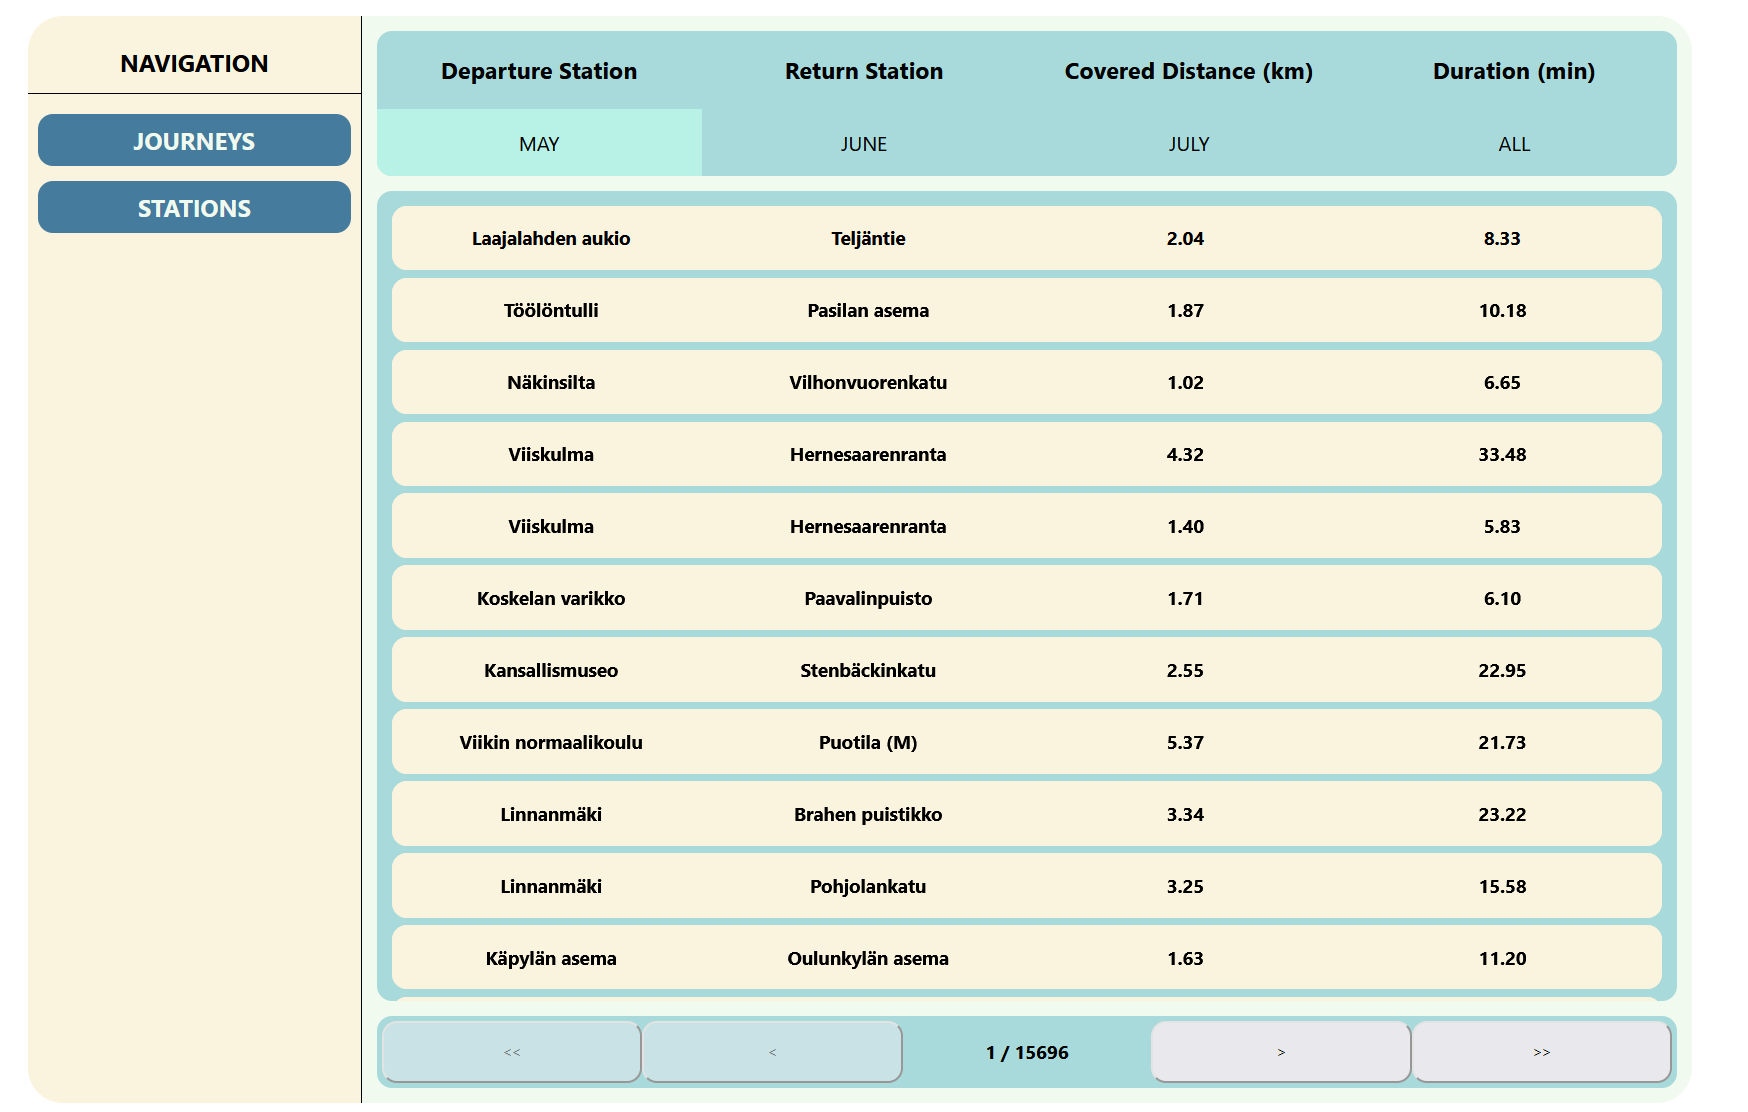 NAVIGATION
JOURNEYS
STATIONS
Departure Station Return Station Covered Distance (km) Duration (min)
MAY JUNE JULY ALL
Laajalahden aukio Teljäntie 2.04 8.33
Töölöntulli Pasilan asema 1.87 10.18
Näkinsilta Vilhonvuorenkatu 1.02 6.65
Viiskulma Hernesaarenranta 4.32 33.48
Viiskulma Hernesaarenranta 1.40 5.83
Koskelan varikko Paavalinpuisto 1.71 6.10
Kansallismuseo Stenbäckinkatu 2.55 22.95
Viikin normaalikoulu Puotila (M) 5.37 21.73
Linnanmäki Brahen puistikko 3.34 23.22
Linnanmäki Pohjolankatu 3.25 15.58
Käpylän asema Oulunkylän asema 1.63 11.20
<< < 1 / 15696 > >>